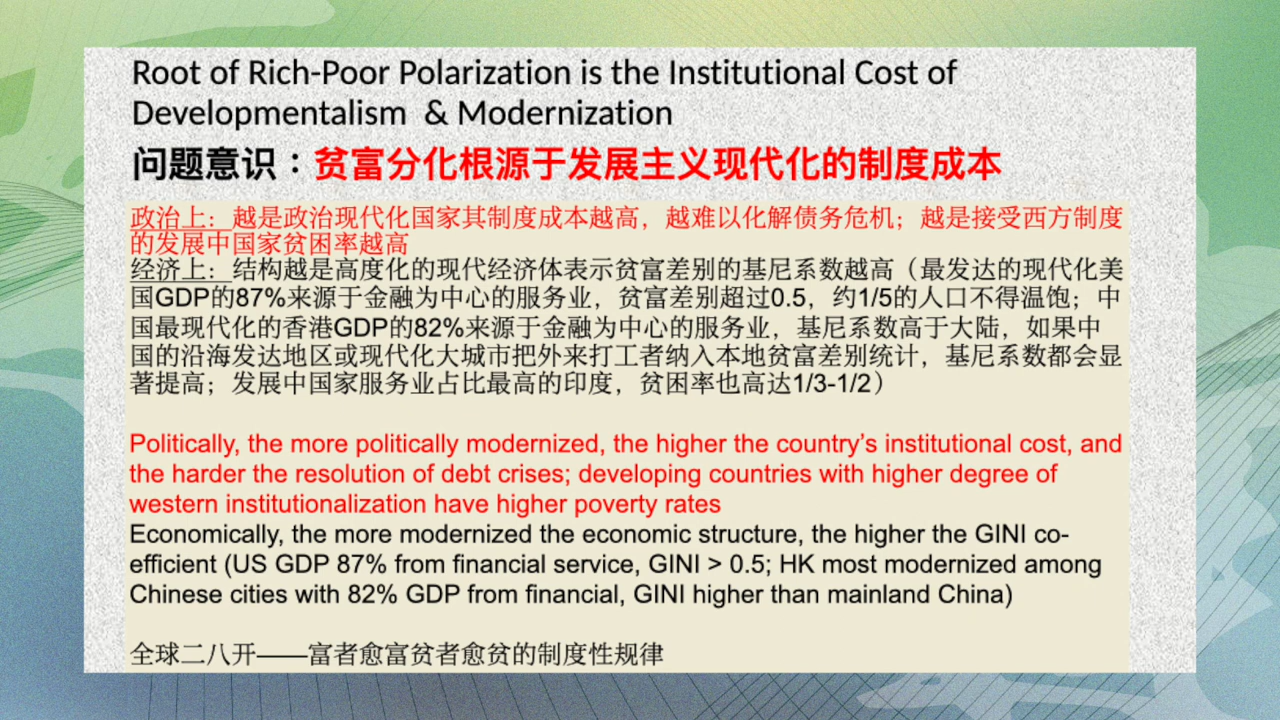 Root of Rich-Poor Polarization is the Institutional Cost of
Developmentalism & Modernization
问题意识：贫富分化根源于发展主义现代化的制度成本
政治上：越是政治现代化国家其制度成本越高，越难以化解债务危机；越是接受西方制度
的发展中国家贫困率越高
经济上：结构越是高度化的现代经济体表示贫富差别的基尼系数越高（最发达的现代化美
国GDP的87%来源于金融为中心的服务业，贫富差别超过0.5，约1/5的人口不得温饱；中
国最现代化的香港GDP的82%来源于金融为中心的服务业，基尼系数高于大陆，如果中
国的沿海发达地区或现代化大城市把外来打工者纳入本地贫富差别统计，基尼系数都会显
著提高；发展中国家服务业占比最高的印度，贫困率也高达1/3-1/2）
Politically, the more politically modernized, the higher the country's institutional cost, and
the harder the resolution of debt crises; developing countries with higher degree of
western institutionalization have higher poverty rates
Economically, the more modernized the economic structure, the higher the GINI co-
efficient (US GDP 87% from financial service, GINI > 0.5; HK most modernized among
Chinese cities with 82% GDP from financial, GINI higher than mainland China)
全球二八开——富者愈富贫者愈贫的制度性规律